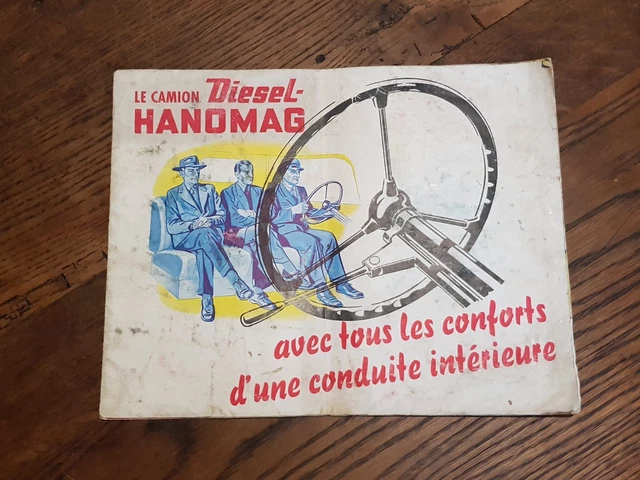 LE CAMION Diesel-
HANOMAG
avec tous les conforts
d'une conduite intérieure